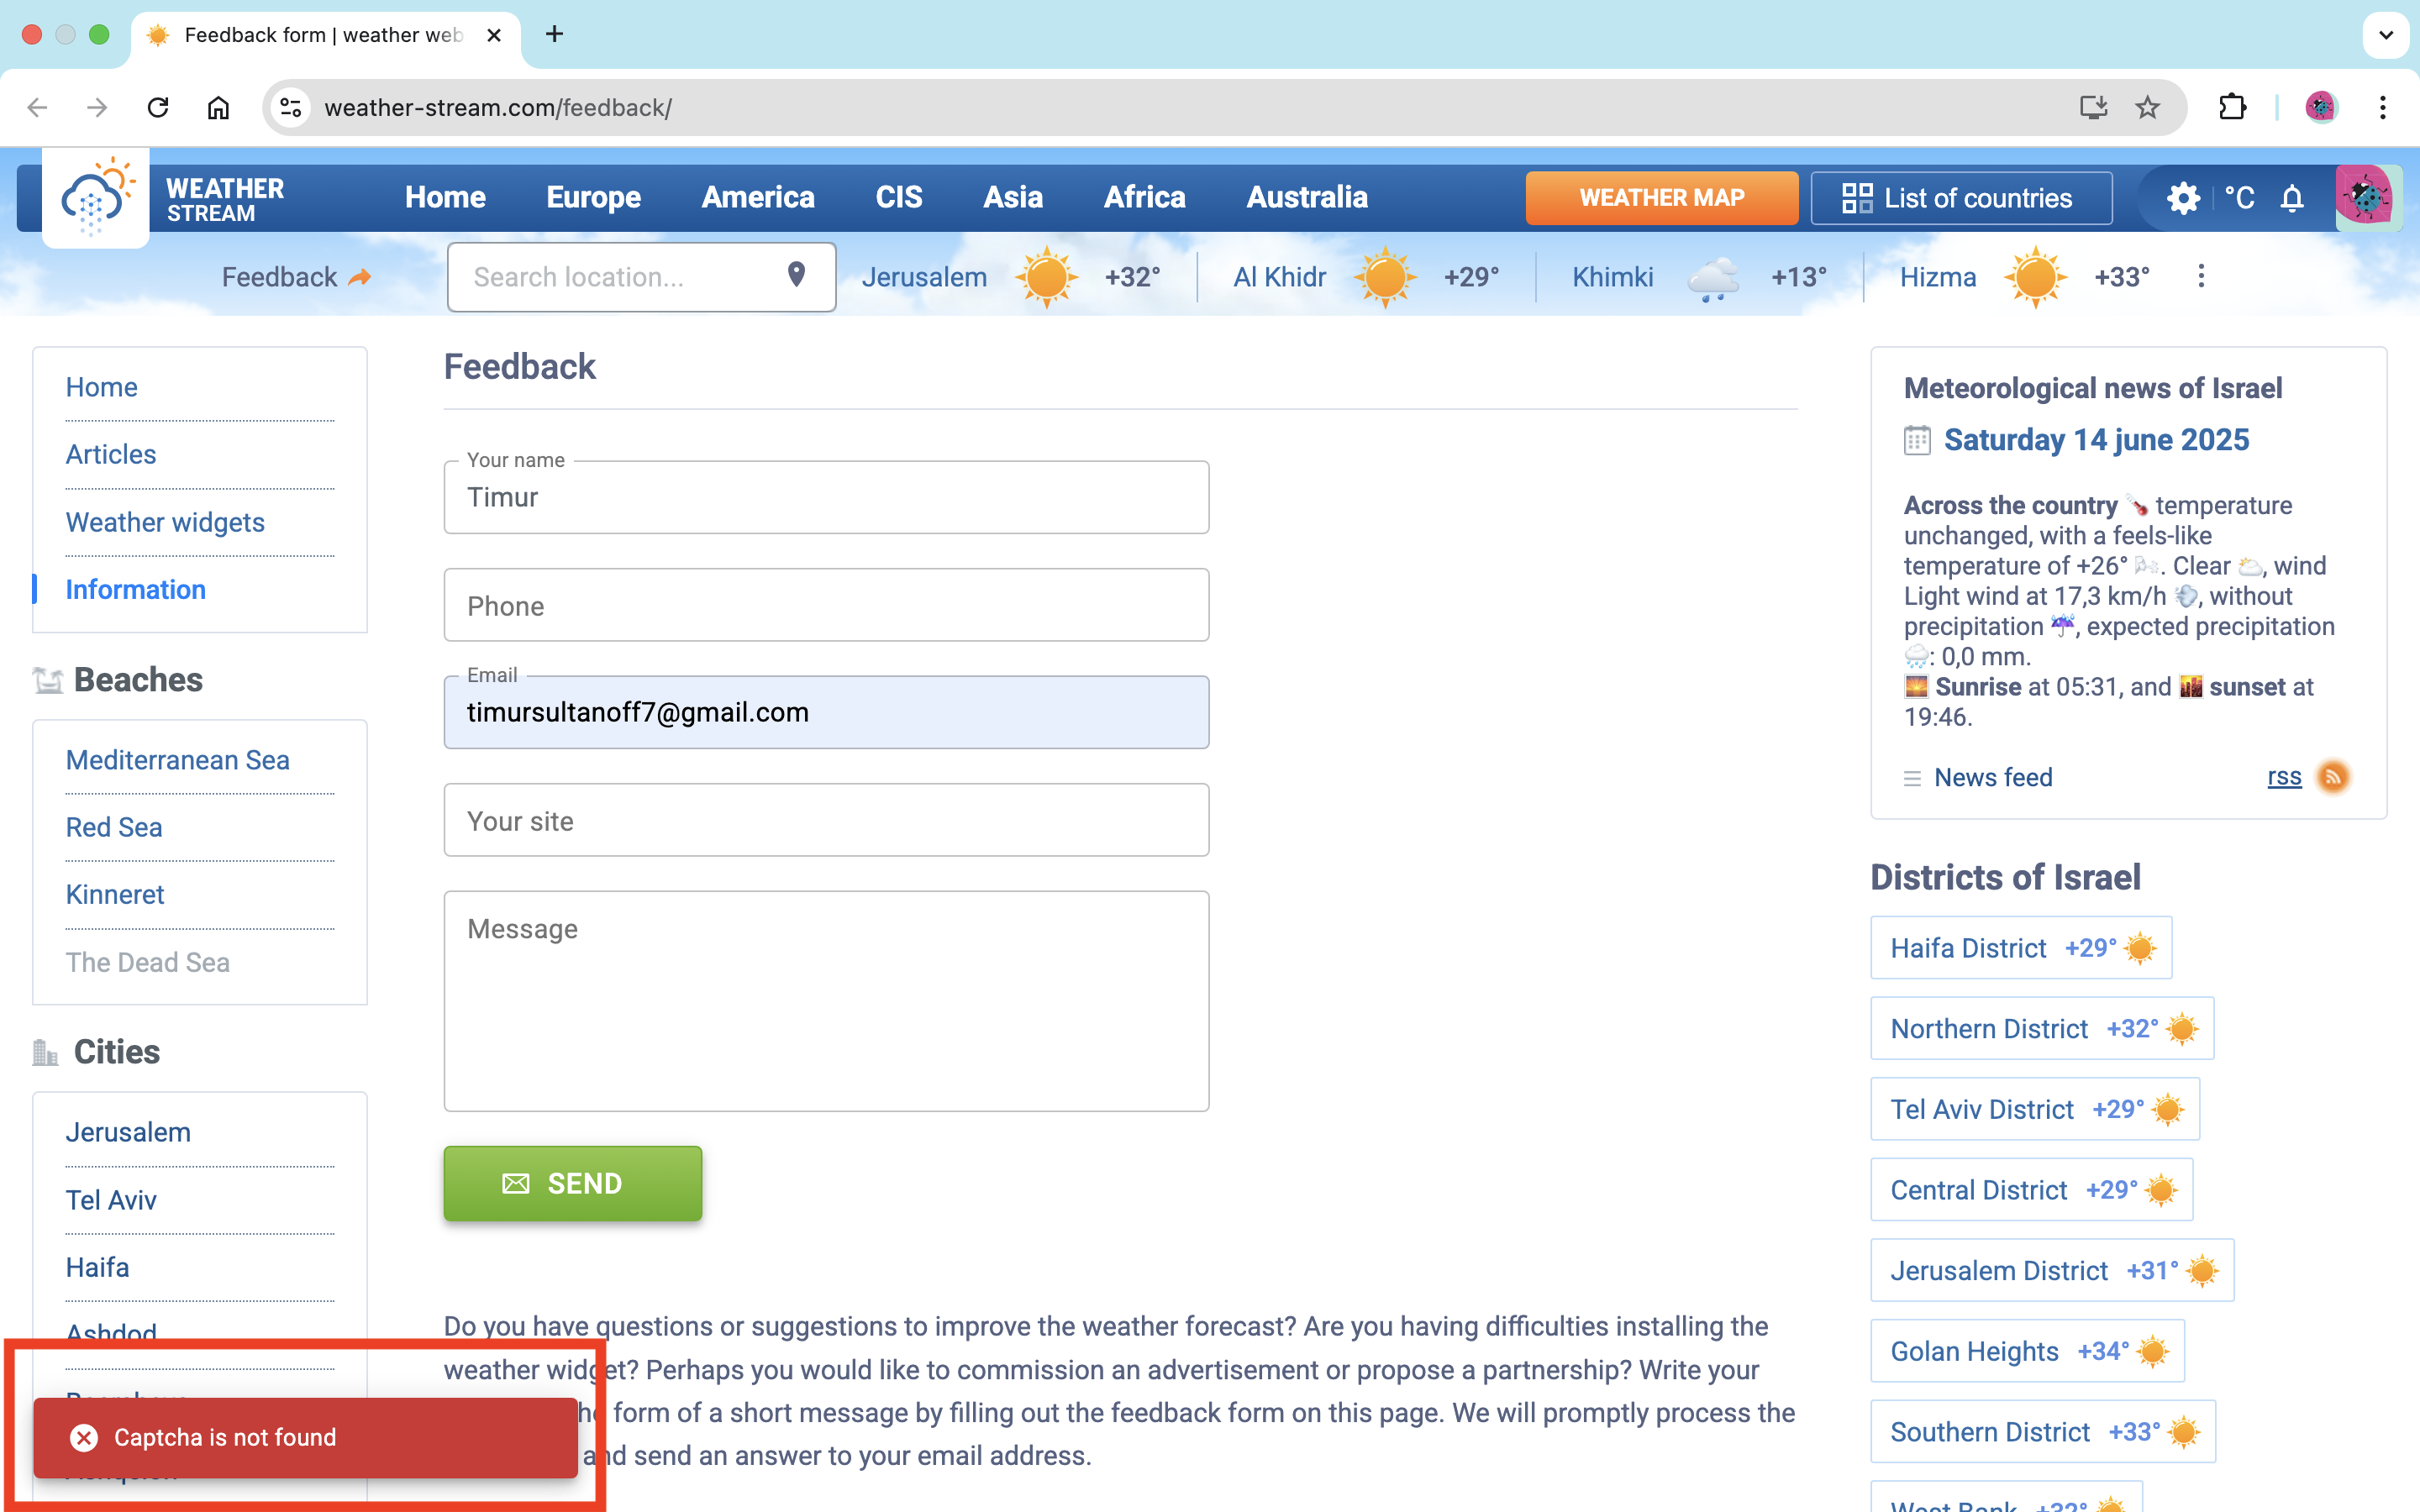 Feedback form | weather web
weather-stream.com/feedback/
WEATHER
STREAM
Home
Europe
America
CIS
Asia
Africa
Australia
WEATHER MAP
List of countries
°C
Feedback
Search location...
Jerusalem +32°
Al Khidr +29°
Khimki +13°
Hizma +33°
Home
Articles
Weather widgets
Information
Beaches
Mediterranean Sea
Red Sea
Kinneret
The Dead Sea
Cities
Jerusalem
Tel Aviv
Haifa
Ashdod
Captcha is not found
Feedback
Your name
Timur
Phone
Email
timursultanoff7@gmail.com
Your site
Message
SEND
Do you have questions or suggestions to improve the weather forecast? Are you having difficulties installing the
weather widget? Perhaps you would like to commission an advertisement or propose a partnership? Write your
form of a short message by filling out the feedback form on this page. We will promptly process the
and send an answer to your email address.
Meteorological news of Israel
Saturday 14 june 2025
Across the country temperature
unchanged, with a feels-like
temperature of +26° . Clear , wind
Light wind at 17,3 km/h , without
precipitation , expected precipitation
: 0,0 mm.
Sunrise at 05:31, and sunset at
19:46.
News feed
rss
Districts of Israel
Haifa District +29°
Northern District +32°
Tel Aviv District +29°
Central District +29°
Jerusalem District +31°
Golan Heights +34°
Southern District +33°
West Bank +32°